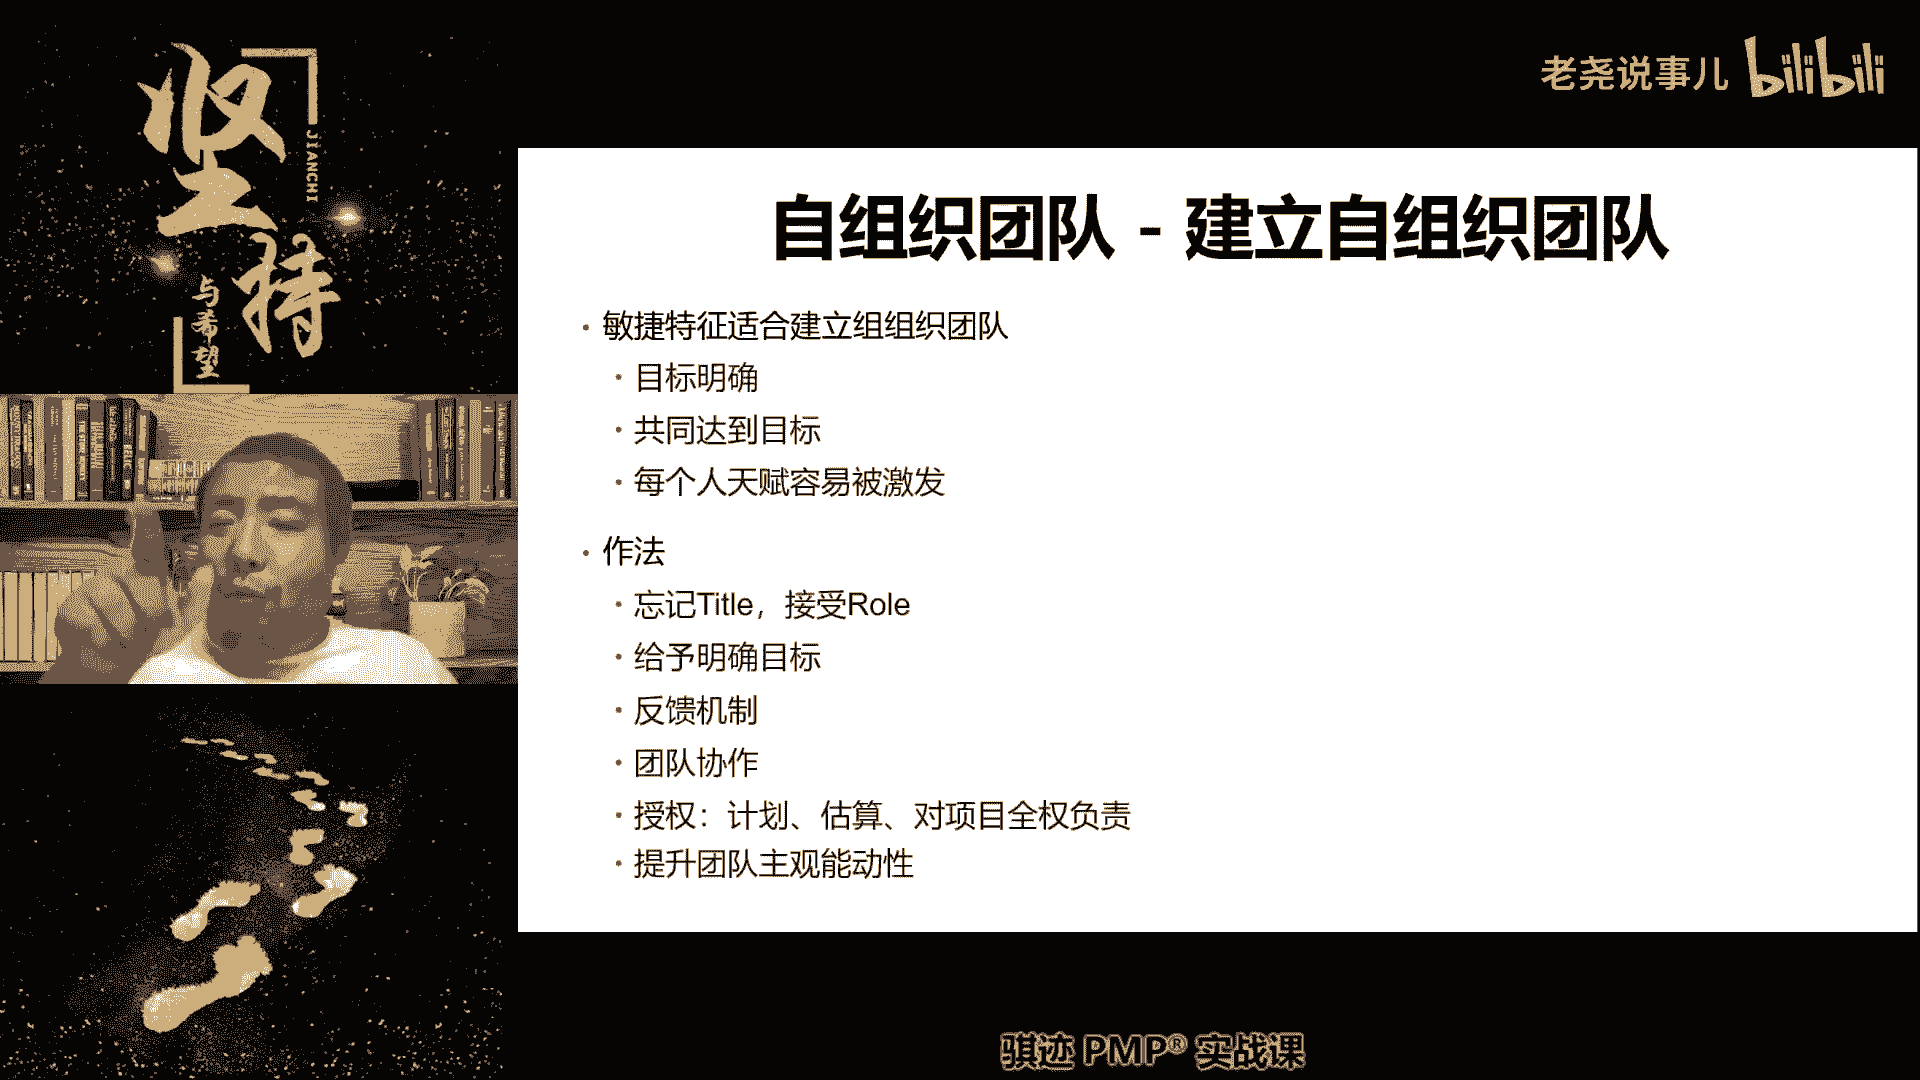 坚持
JIANCHI
与希望
老尧说事儿 bilibili
自组织团队 - 建立自组织团队
· 敏捷特征适合建立组组织团队
· 目标明确
· 共同达到目标
· 每个人天赋容易被激发
· 作法
· 忘记Title，接受Role
· 给予明确目标
· 反馈机制
· 团队协作
· 授权：计划、估算、对项目全权负责
· 提升团队主观能动性
骐迹 PMP® 实战课